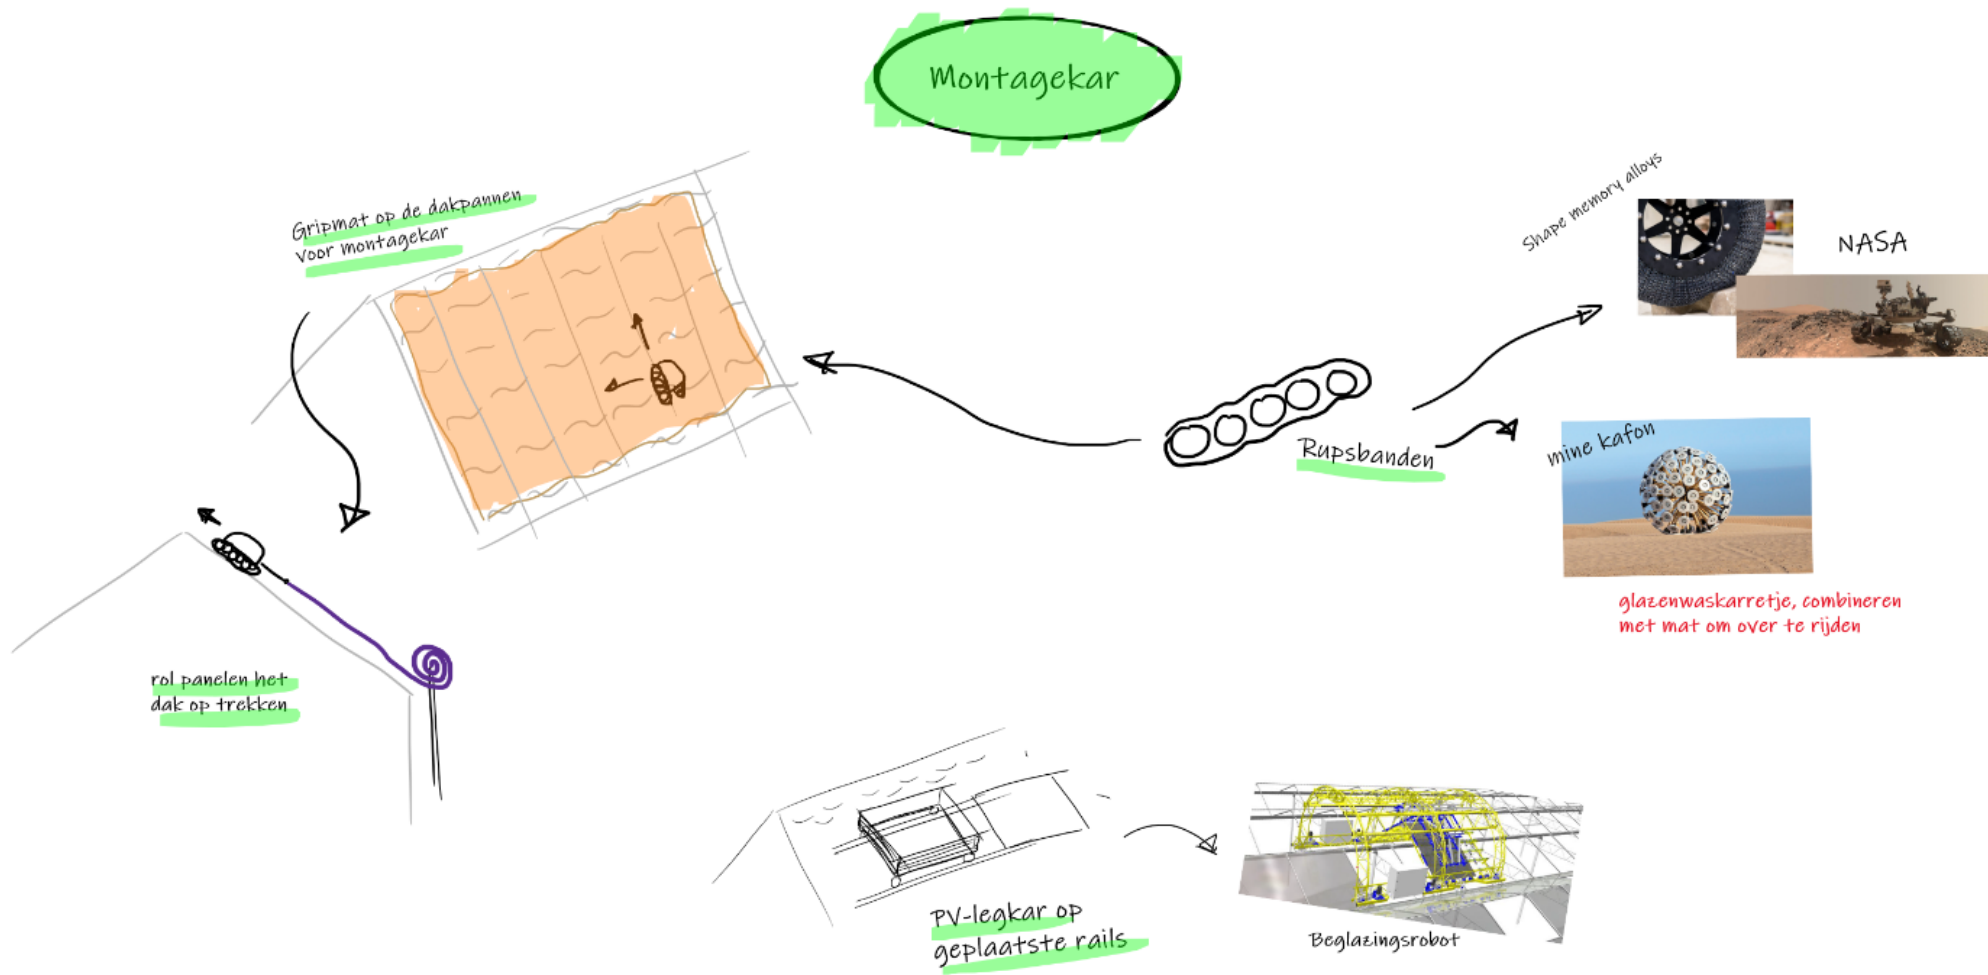 Montagekar
Gripmat op de dakpannen
voor montagekar
Shape memory alloys
NASA
Rupsbanden
mine kafon
glazenwaskarretje, combineren
met mat om over te rijden
rol panelen het
dak op trekken
PV-legkar op
geplaatste rails
Beglazingsrobot